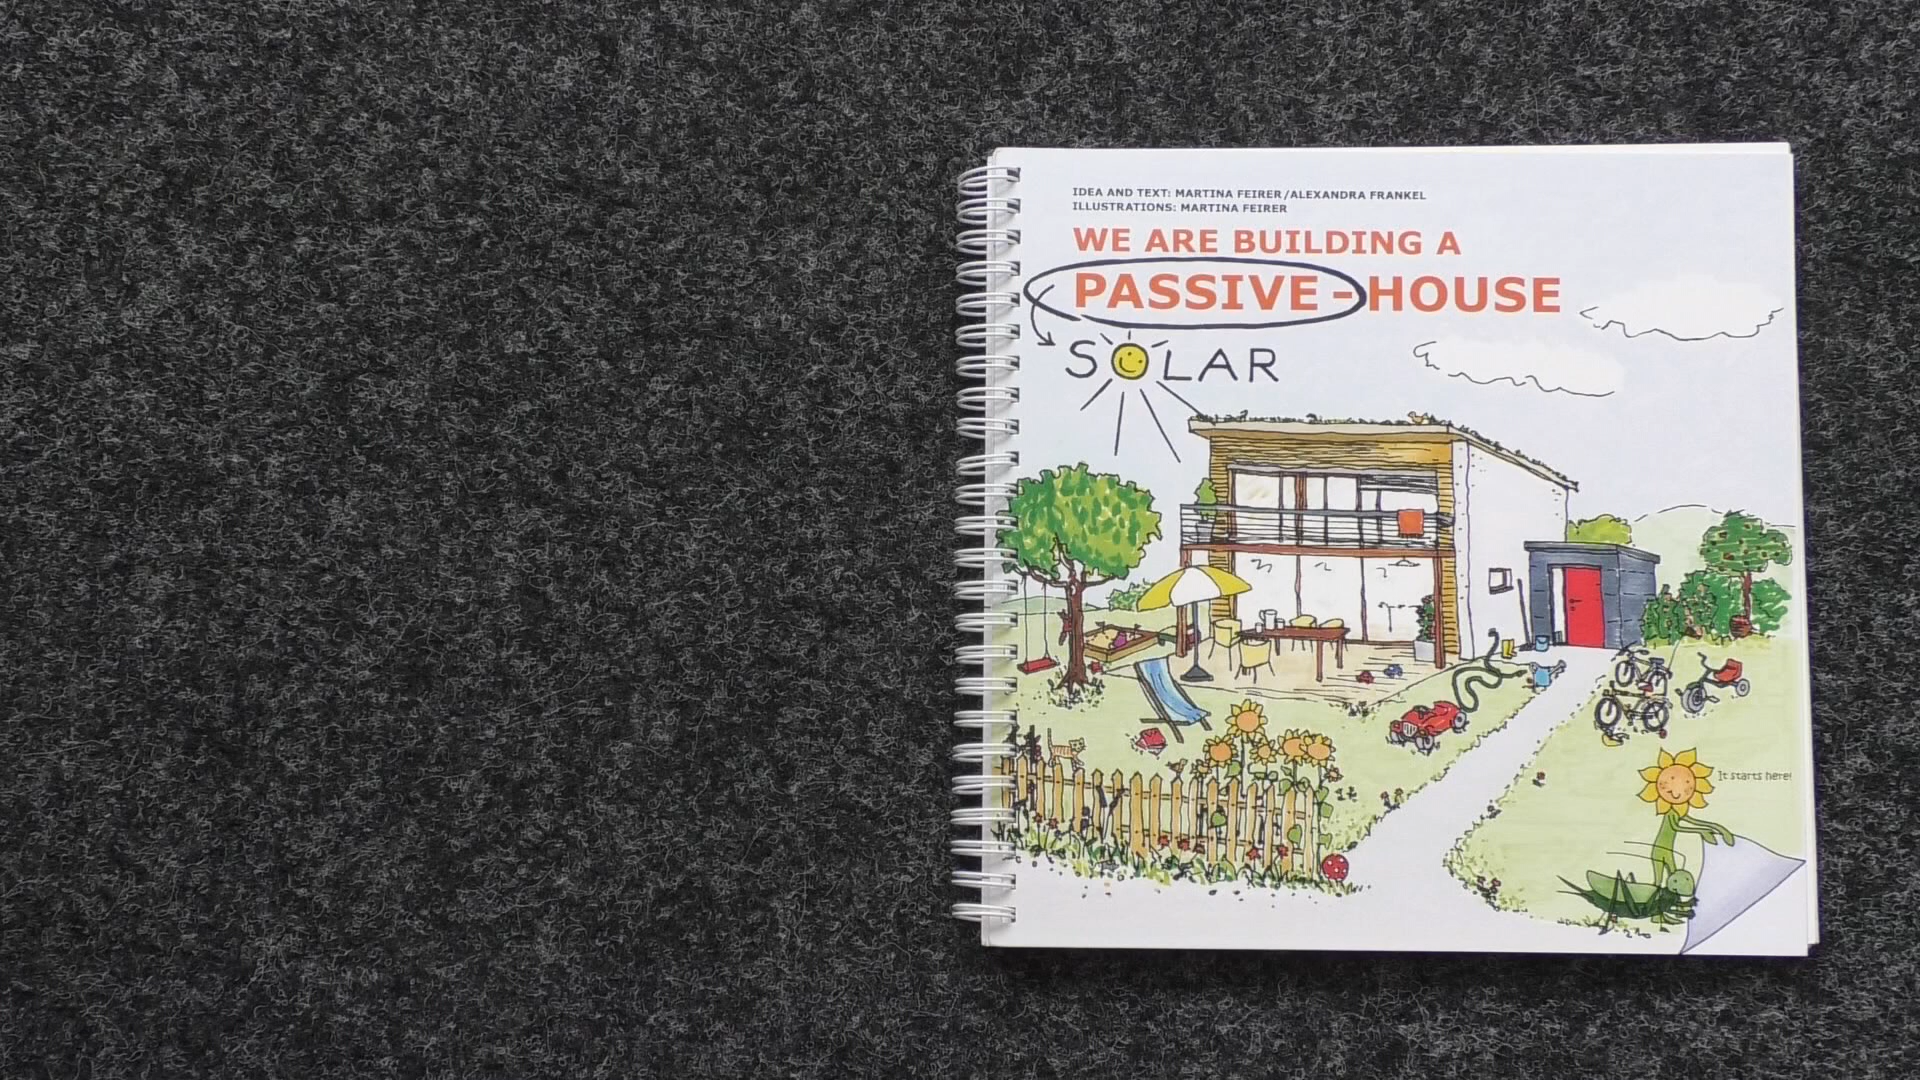 IDEA AND TEXT: MARTINA FEIRER/ALEXANDRA FRANKEL
ILLUSTRATIONS: MARTINA FEIRER
WE ARE BUILDING A
PASSIVE-HOUSE
SOLAR
It starts here!